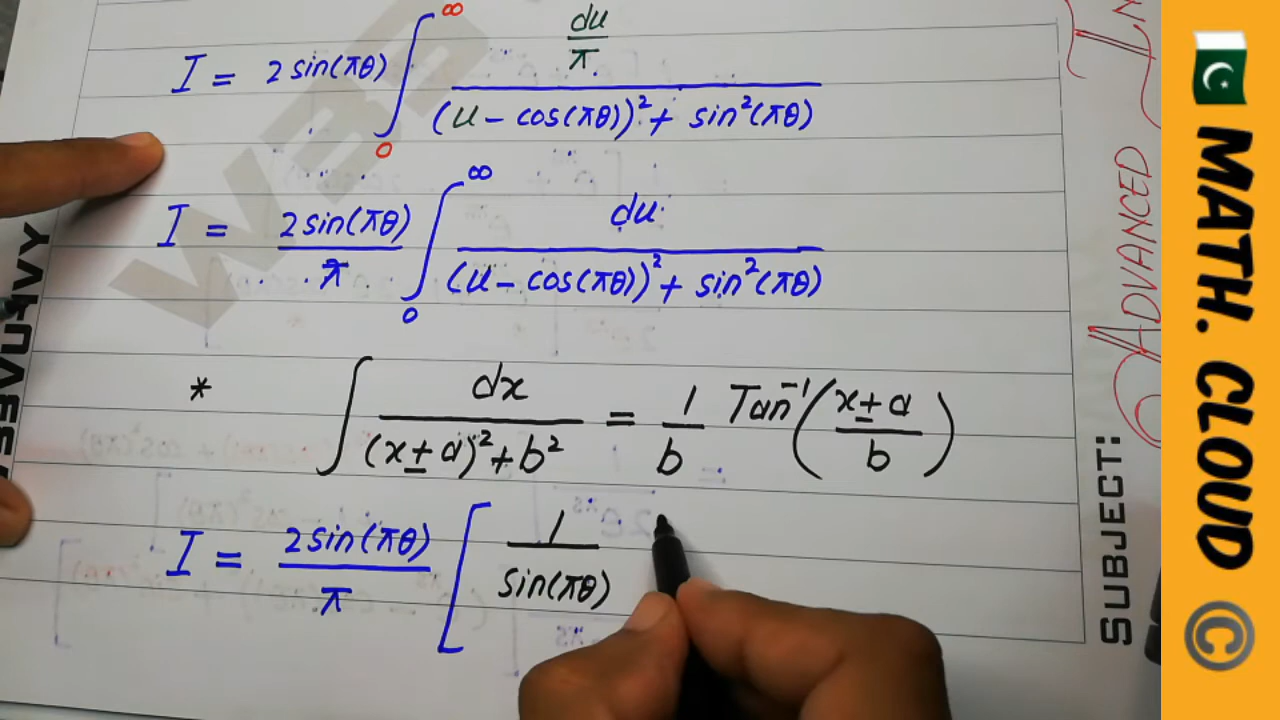 I = 2 sin(πθ) ∫₀^∞ (du/π) / ((u - cos(πθ))² + sin²(πθ))
I = 2 sin(πθ)/π ∫₀^∞ du / ((u - cos(πθ))² + sin²(πθ))
* ∫ dx / ((x ± a)² + b²) = 1/b Tan⁻¹((x ± a)/b)
I = 2 sin(πθ)/π [ 1/sin(πθ)
W3A
SUBJECT:
ADVANCED
MATH. CLOUD
©